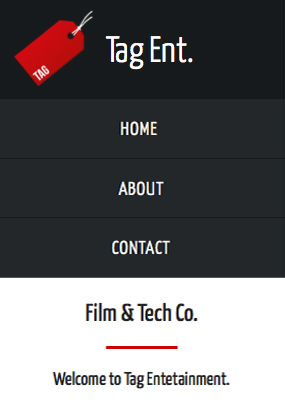 TAG
Tag Ent.
HOME
ABOUT
CONTACT
Film & Tech Co.
Welcome to Tag Entetainment.